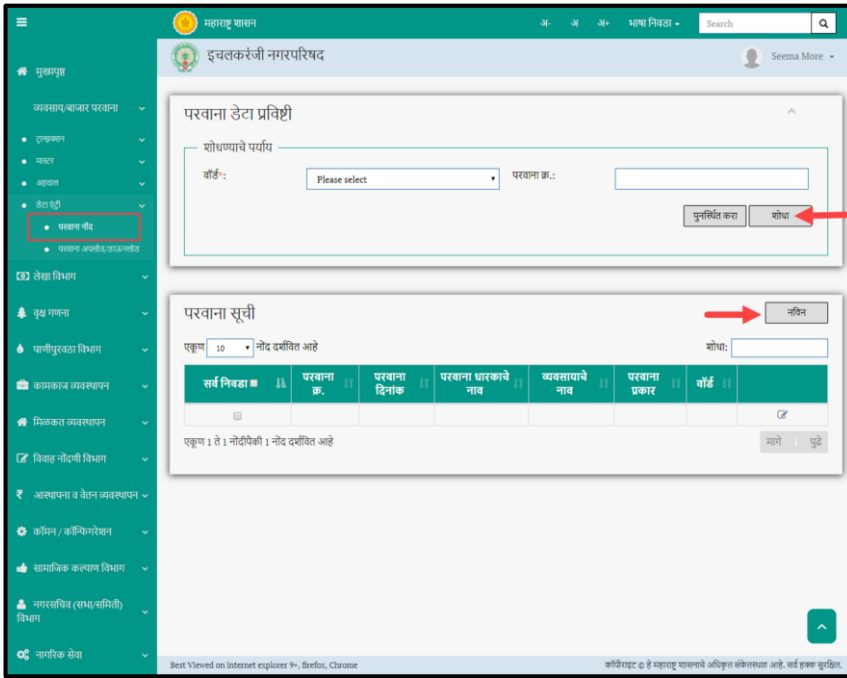 महाराष्ट्र शासन
अ- अ अ+ भाषा निवडा Search
इचलकरंजी नगरपरिषद
Seema More
मुख्यपृष्ठ
व्यवसाय/बाजार परवाना
ट्रान्झाक्शन
मास्टर
अहवाल
डेटा एंट्री
परवाना नोंद
परवाना अपलोड/डाऊनलोड
लेखा विभाग
वृक्ष गणना
पाणीपुरवठा विभाग
कामकाज व्यवस्थापन
मिळकत व्यवस्थापन
विवाह नोंदणी विभाग
आस्थापना व वेतन व्यवस्थापन
कॉमन / कॉन्फिगरेशन
सामाजिक कल्याण विभाग
नगरसचिव (सभा/समिती)
विभाग
नागरिक सेवा
परवाना डेटा प्रविष्टी
शोधण्याचे पर्याय
वॉर्ड*: Please select परवाना क्र.:
पुनर्स्थित करा शोधा
परवाना सूची
नविन
एकूण 10 नोंद दर्शवित आहे शोधा:
सर्व निवडा परवाना क्र. परवाना दिनांक परवाना धारकाचे नाव व्यवसायाचे नाव परवाना प्रकार वॉर्ड
एकूण 1 ते 1 नोंदीपैकी 1 नोंद दर्शवित आहे
मागे 1 पुढे
Best Viewed on internet explorer 9+, firefox, Chrome
कॉपीराइट © हे महाराष्ट्र शासनाचे अधिकृत संकेतस्थळ आहे. सर्व हक्क सुरक्षित.